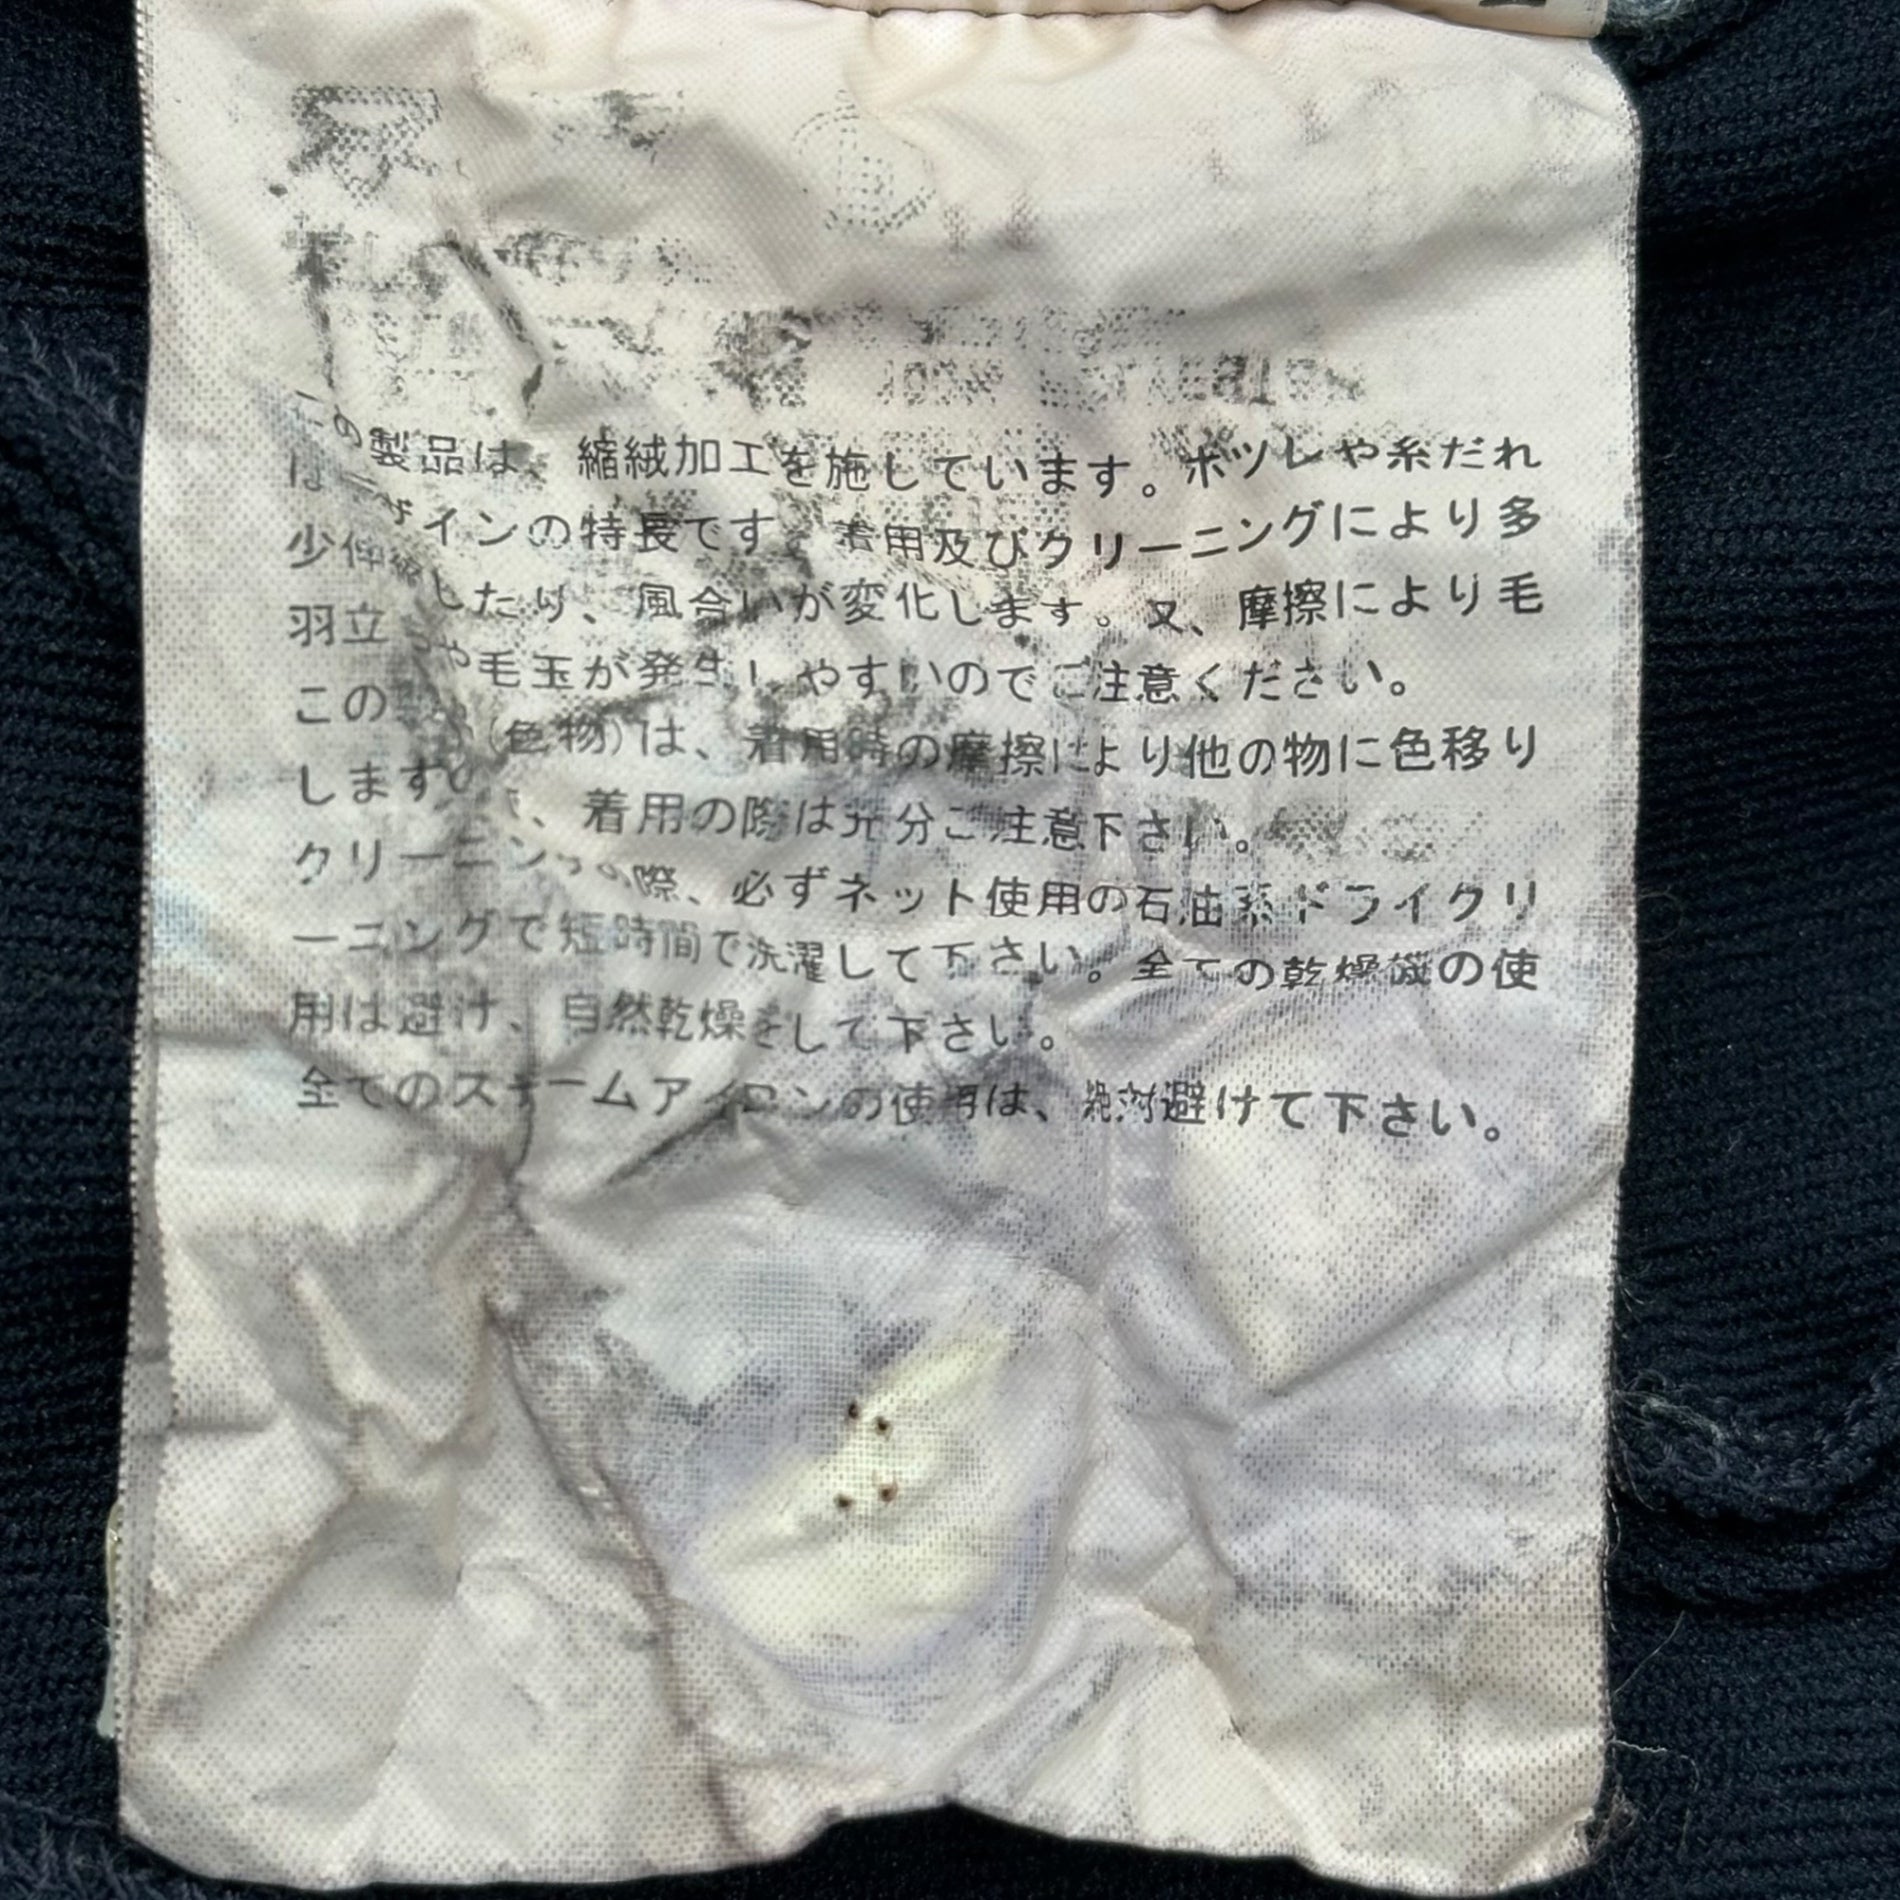 この製品は、縮絨加工を施しています。ホツレや糸だれ
はデザインの特長です。着用及びクリーニングにより多
少伸縮したり、風合いが変化します。又、摩擦により毛
羽立ちや毛玉が発生しやすいのでご注意ください。
この製品(色物)は、着用時の摩擦により他の物に色移り
しますので、着用の際は充分ご注意下さい。
クリーニングの際、必ずネット使用の石油系ドライクリ
ーニングで短時間で洗濯して下さい。全ての乾燥機の使
用は避け、自然乾燥をして下さい。
全てのスチームアイロンの使用は、絶対避けて下さい。